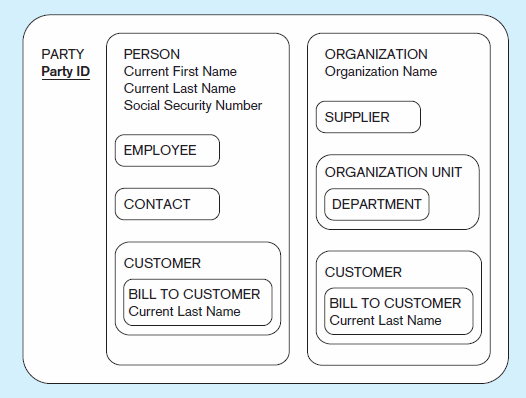 PARTY
Party ID
PERSON
Current First Name
Current Last Name
Social Security Number
EMPLOYEE
CONTACT
CUSTOMER
BILL TO CUSTOMER
Current Last Name
ORGANIZATION
Organization Name
SUPPLIER
ORGANIZATION UNIT
DEPARTMENT
CUSTOMER
BILL TO CUSTOMER
Current Last Name